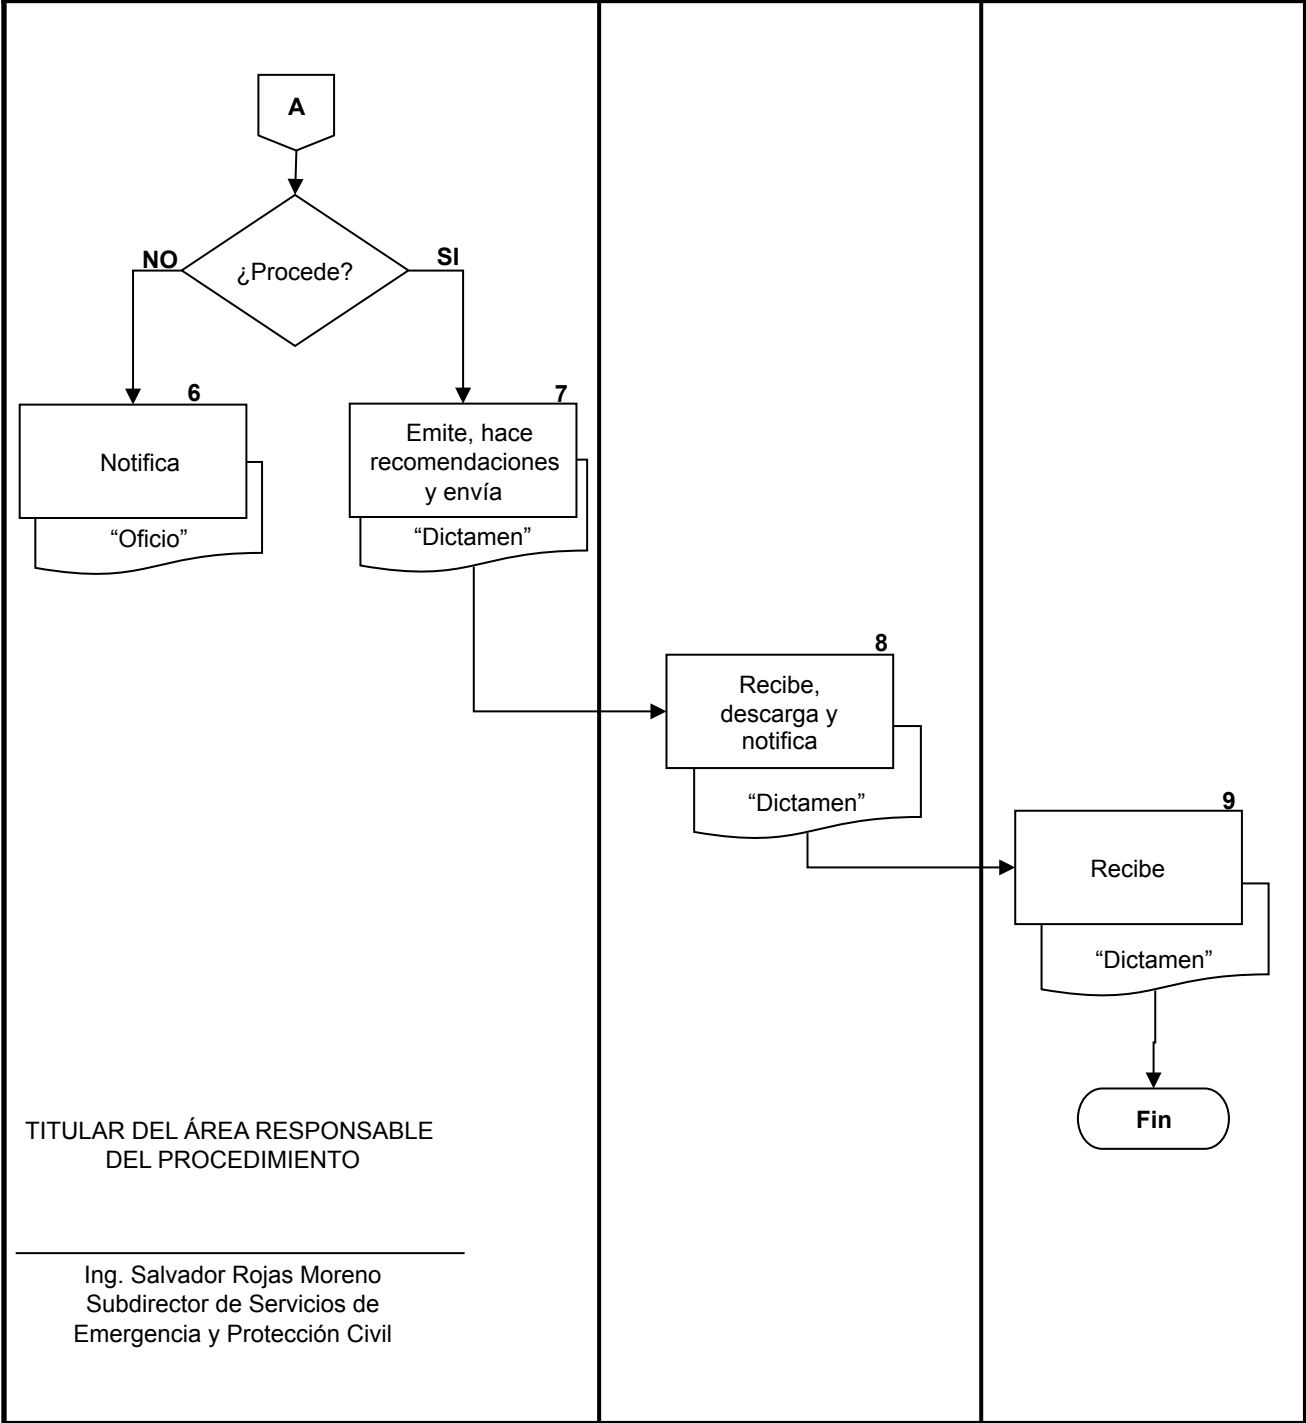 A
¿Procede?
NO
SI
6
Notifica
“Oficio”
7
Emite, hace
recomendaciones
y envía
“Dictamen”
8
Recibe,
descarga y
notifica
“Dictamen”
9
Recibe
“Dictamen”
Fin
TITULAR DEL ÁREA RESPONSABLE
DEL PROCEDIMIENTO
Ing. Salvador Rojas Moreno
Subdirector de Servicios de
Emergencia y Protección Civil